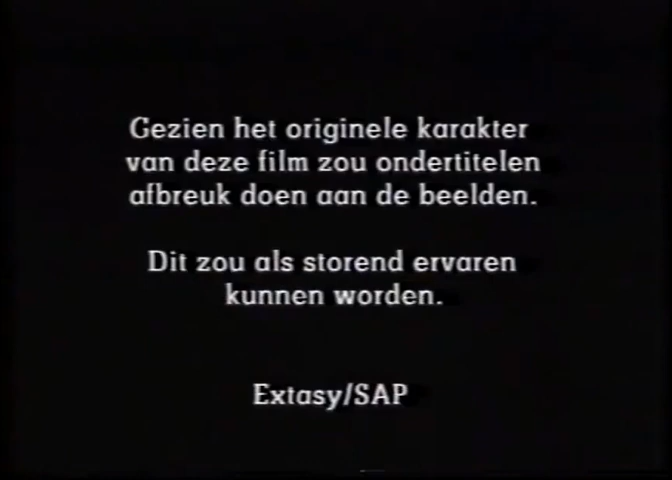 Gezien het originele karakter
van deze film zou ondertitelen
afbreuk doen aan de beelden.
Dit zou als storend ervaren
kunnen worden.
Extasy/SAP